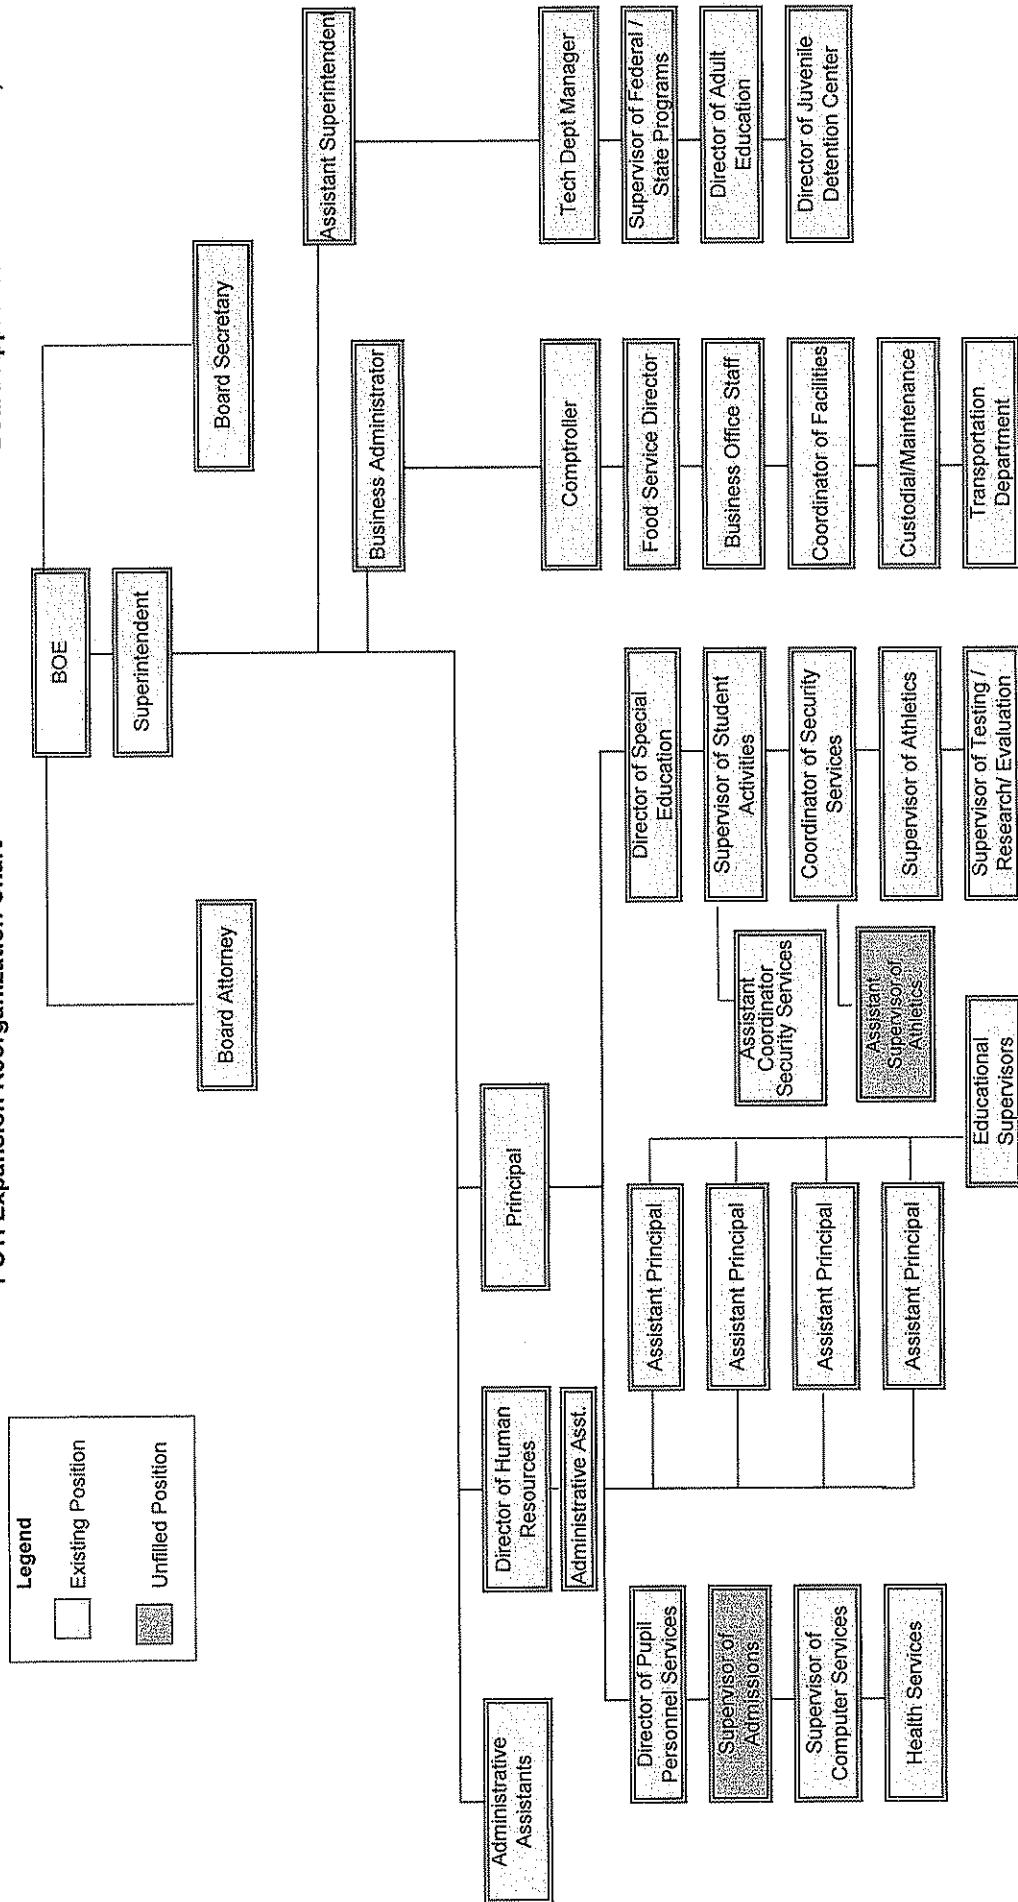 Expansion Reorganization Chart
Legend
Existing Position
Unfilled Position
BOE
Superintendent
Board Attorney
Board Secretary
Assistant Superintendent
Business Administrator
Administrative
Assistants
Director of Human
Resources
Administrative Asst.
Principal
Comptroller
Food Service Director
Business Office Staff
Coordinator of Facilities
Custodial/Maintenance
Transportation
Department
Tech Dept Manager
Supervisor of Federal /
State Programs
Director of Adult
Education
Director of Juvenile
Detention Center
Director of Pupil
Personnel Services
Supervisor of
Admissions
Supervisor of
Computer Services
Health Services
Assistant Principal
Assistant Principal
Assistant Principal
Assistant Principal
Educational
Supervisors
Assistant
Coordinator
Security Services
Assistant
Supervisor of
Athletics
Director of Special
Education
Supervisor of Student
Activities
Coordinator of Security
Services
Supervisor of Athletics
Supervisor of Testing /
Research/ Evaluation